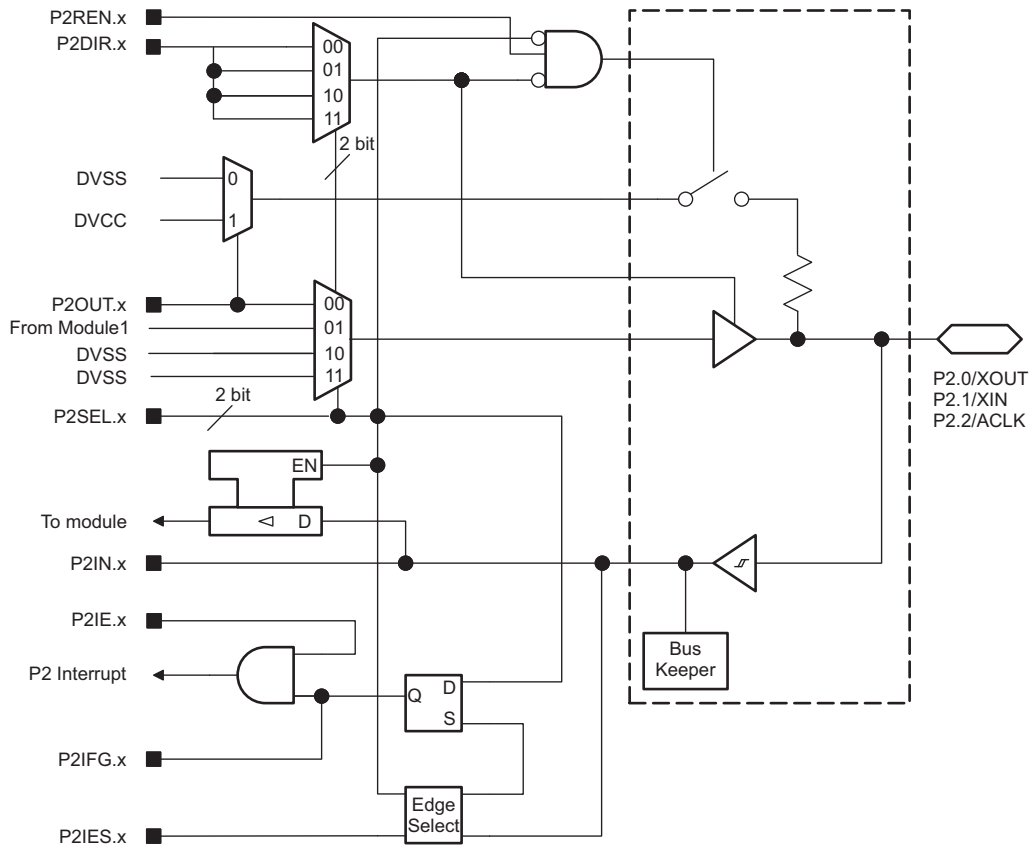 P2REN.x
P2DIR.x
00
01
10
11
2 bit
DVSS
0
DVCC
1
P2OUT.x
00
From Module1
01
DVSS
10
DVSS
11
2 bit
P2SEL.x
P2.0/XOUT
P2.1/XIN
P2.2/ACLK
EN
To module
D
P2IN.x
P2IE.x
Bus
Keeper
P2 Interrupt
Q
D
S
P2IFG.x
Edge
Select
P2IES.x